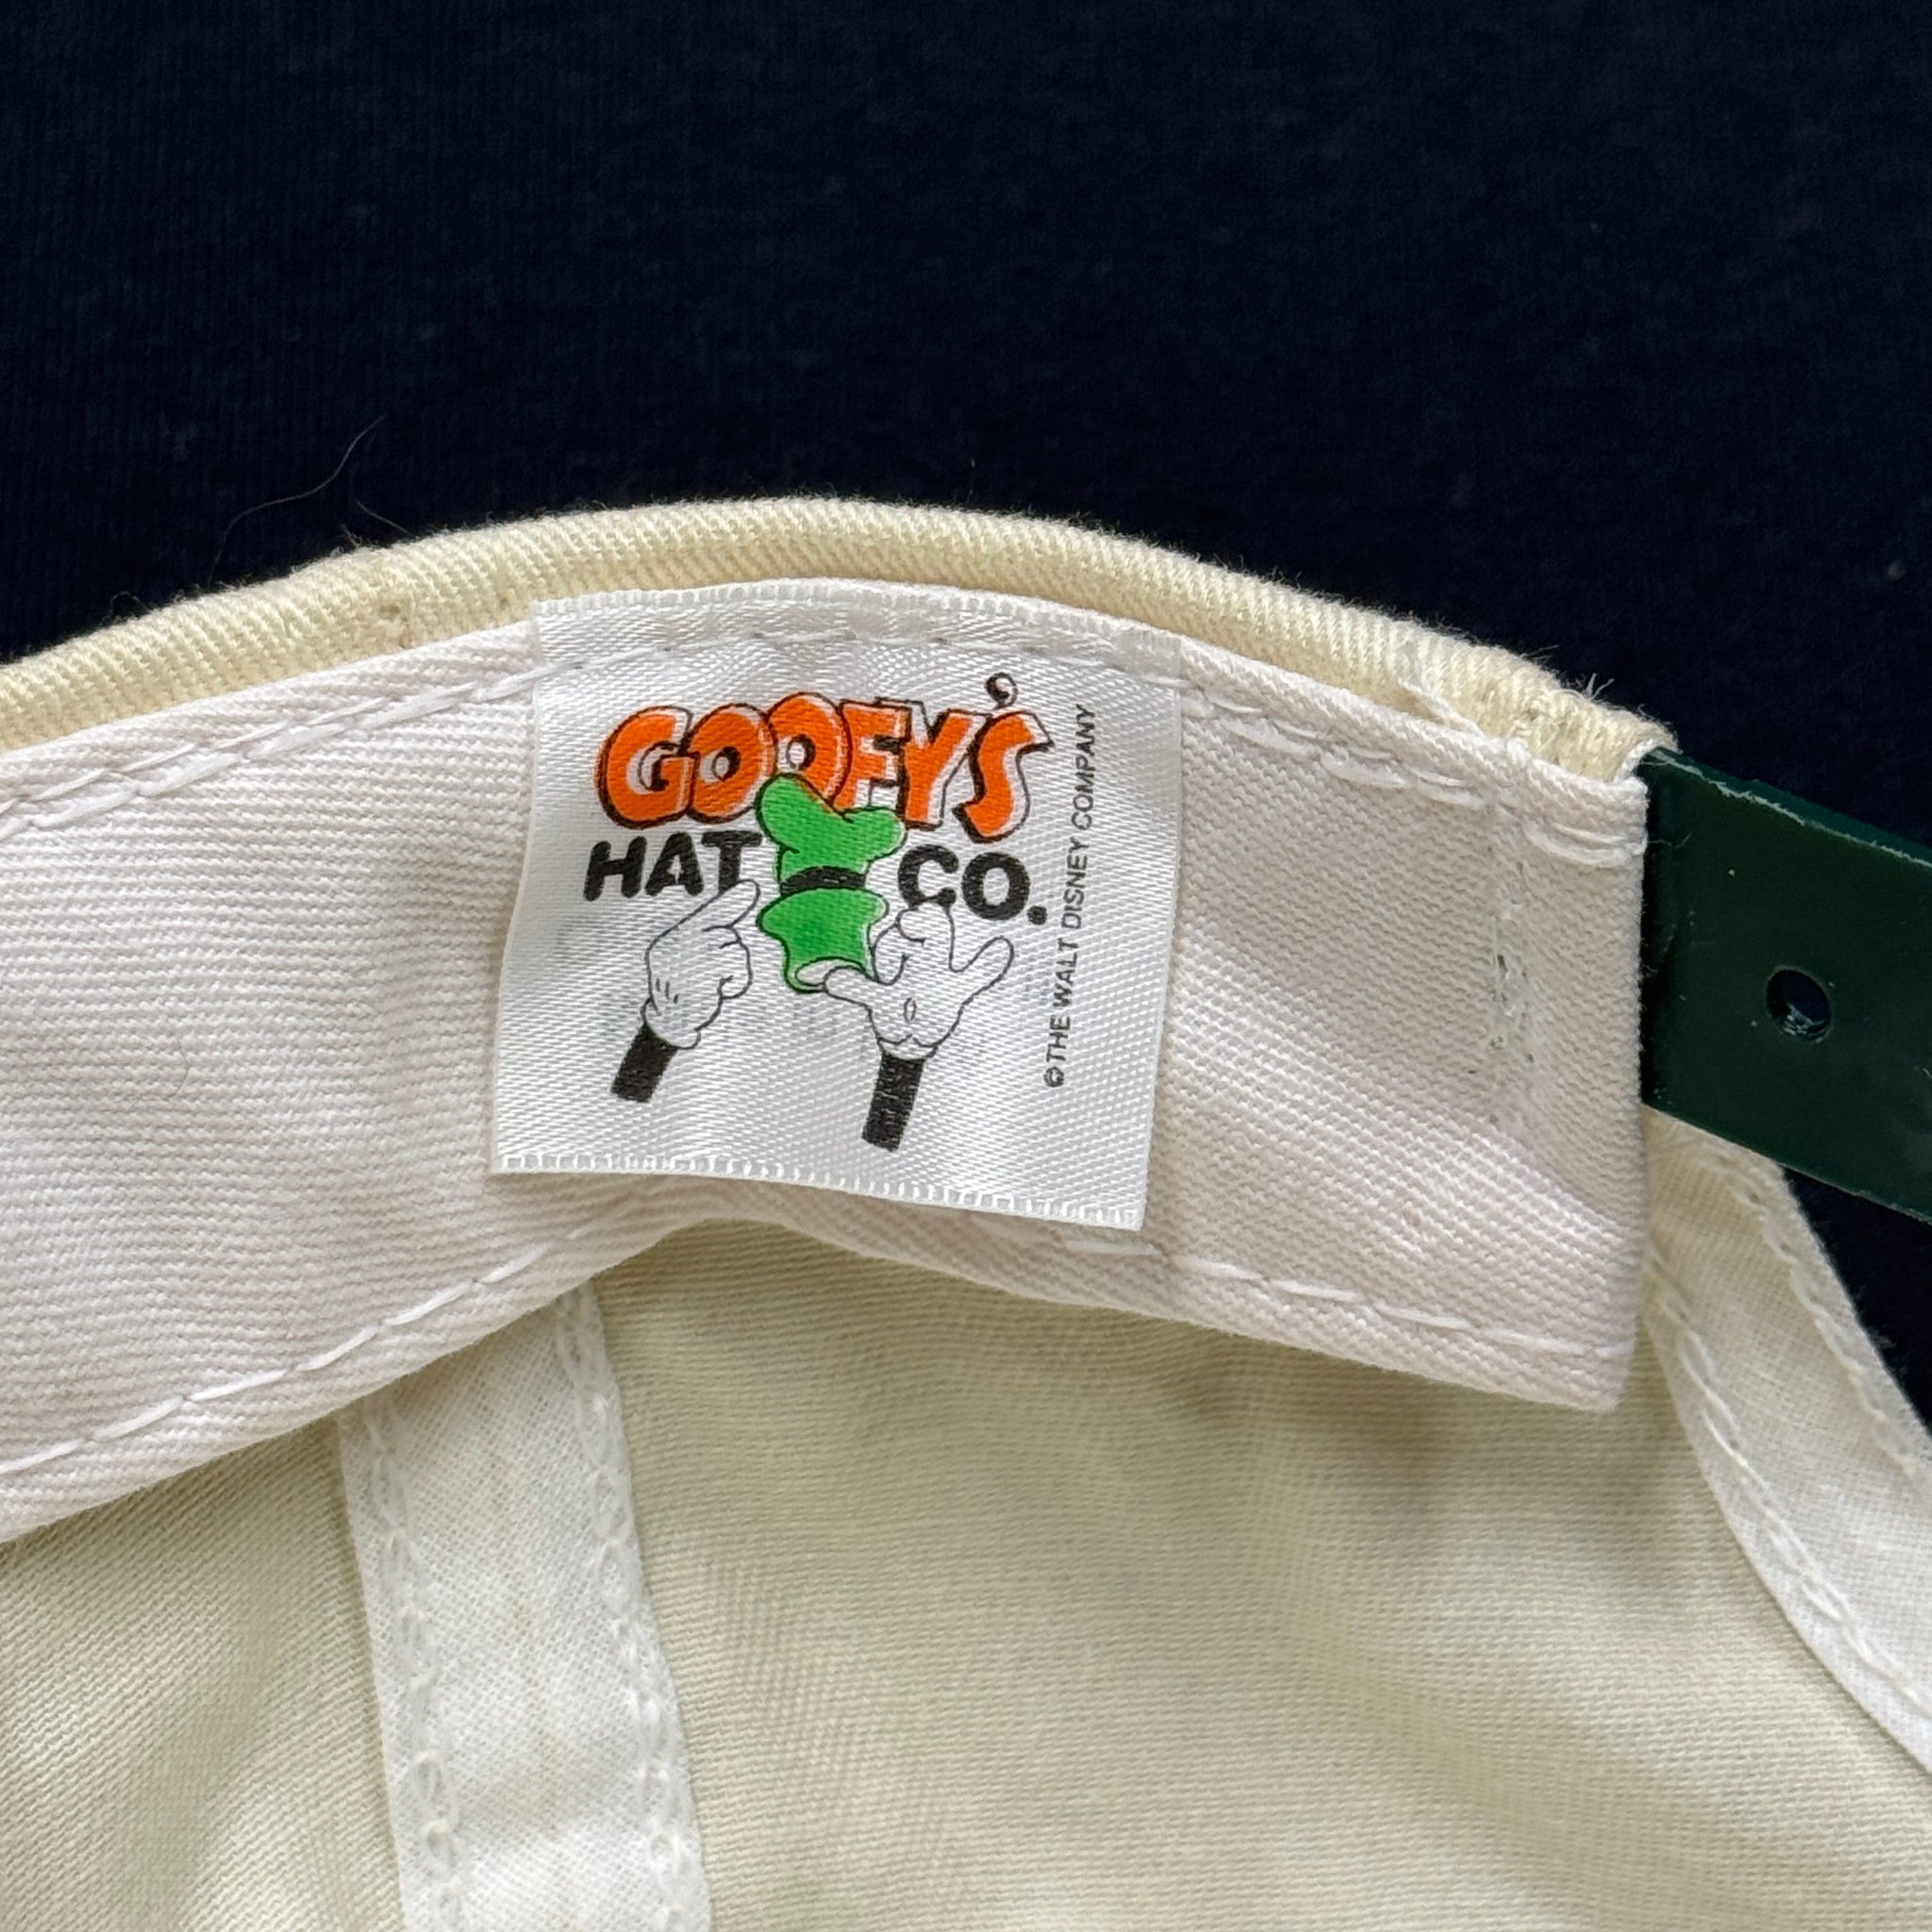 GOOFY'S
HAT CO.
© THE WALT DISNEY COMPANY